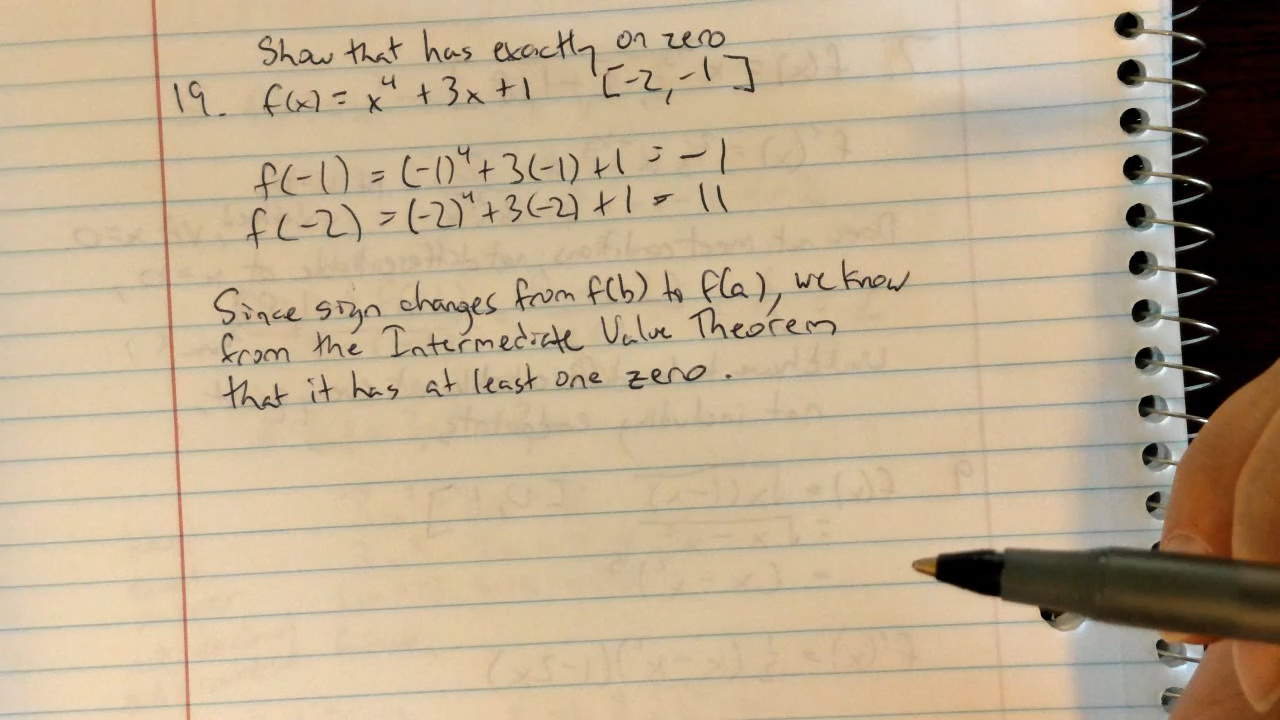 Show that has exactly on zero
19. f(x) = x⁴ + 3x + 1 [-2, -1]
f(-1) = (-1)⁴ + 3(-1) + 1 = -1
f(-2) = (-2)⁴ + 3(-2) + 1 = 11
Since sign changes from f(b) to f(a), we know
from the Intermediate Value Theorem
that it has at least one zero.